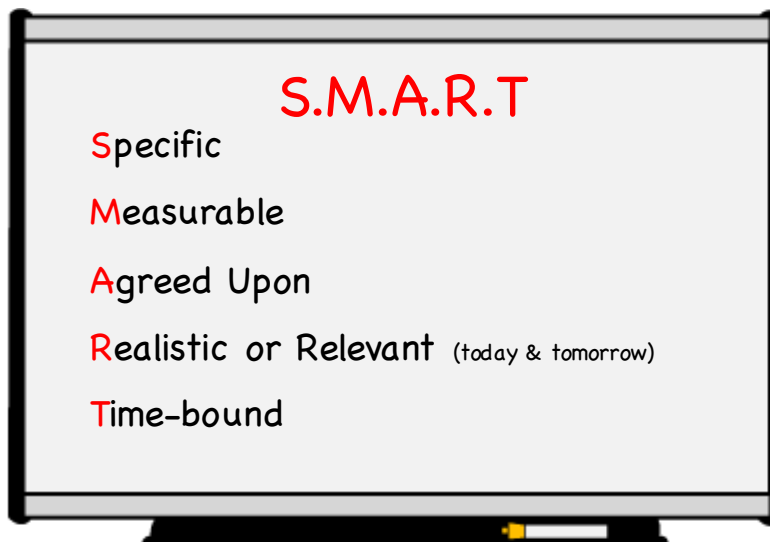 S.M.A.R.T
Specific
Measurable
Agreed Upon
Realistic or Relevant (today & tomorrow)
Time-bound